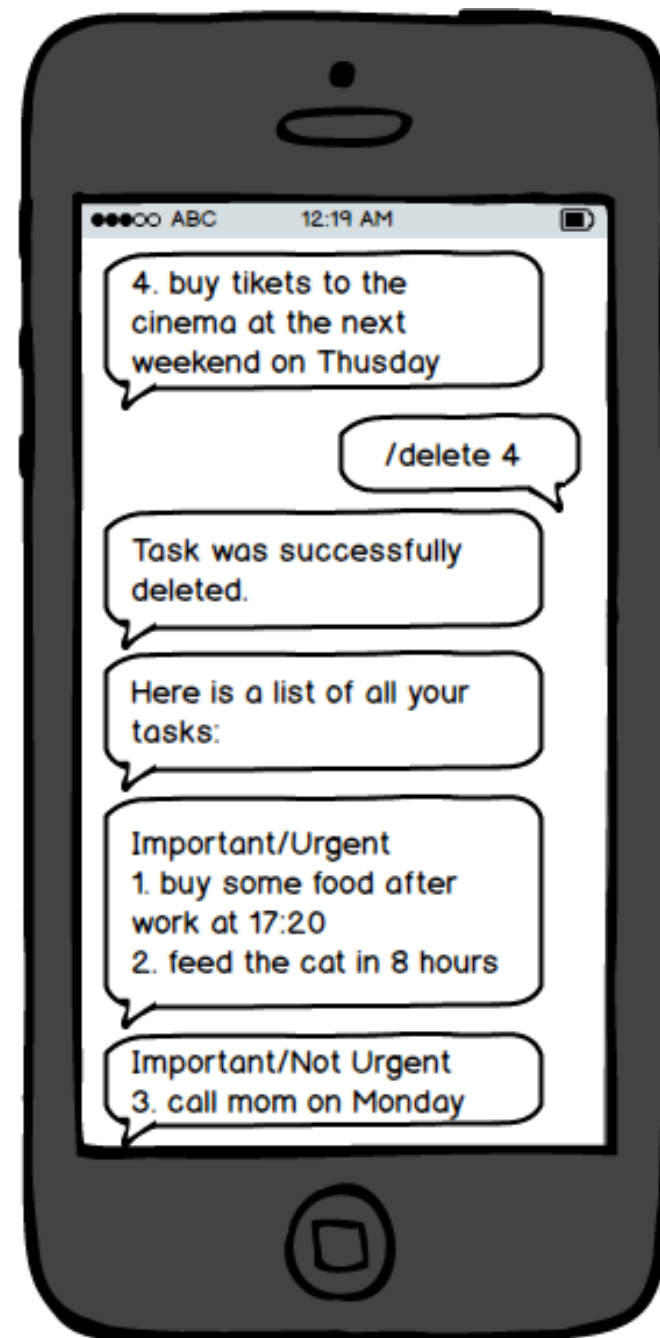 ABC 12:19 AM
4. buy tikets to the
cinema at the next
weekend on Thusday
/delete 4
Task was successfully
deleted.
Here is a list of all your
tasks:
Important/Urgent
1. buy some food after
work at 17:20
2. feed the cat in 8 hours
Important/Not Urgent
3. call mom on Monday